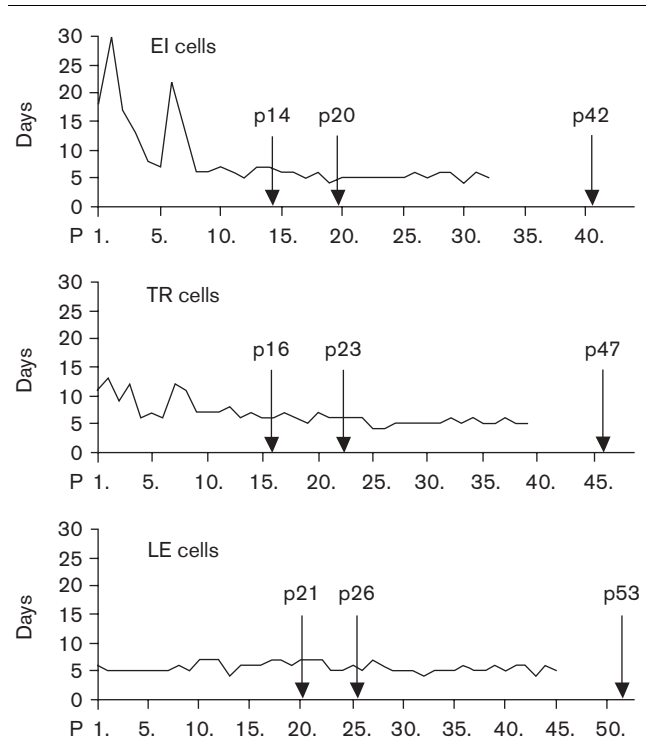 30
EI cells
25
20
p14 p20 p42
15
Days
10
5
0
P 1. 5. 10. 15. 20. 25. 30. 35. 40.
30
TR cells
25
20
p16 p23 p47
15
Days
10
5
0
P 1. 5. 10. 15. 20. 25. 30. 35. 45.
30
LE cells
25
20
p21 p26 p53
15
Days
10
5
0
P 1. 5. 10. 15. 20. 25. 30. 35. 40. 45. 50.